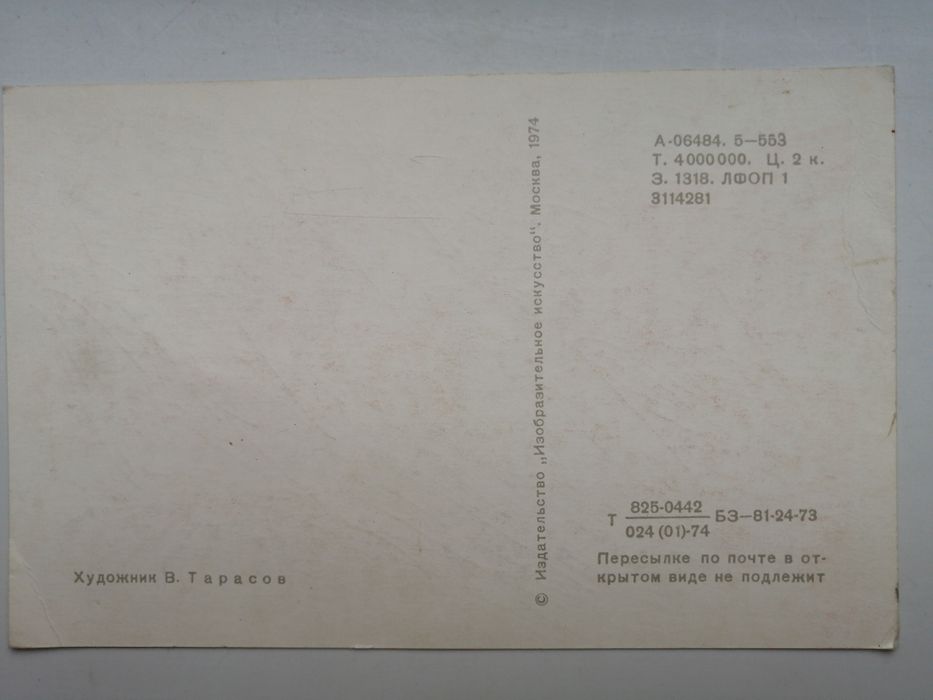 А-06484. 5—553
Т. 4000000. Ц. 2 к.
З. 1318. ЛФОП 1
3114281
© Издательство „Изобразительное искусство“. Москва, 1974
Т 825-0442 БЗ—81-24-73
024 (01)-74
Пересылке по почте в от-
крытом виде не подлежит
Художник В. Тарасов